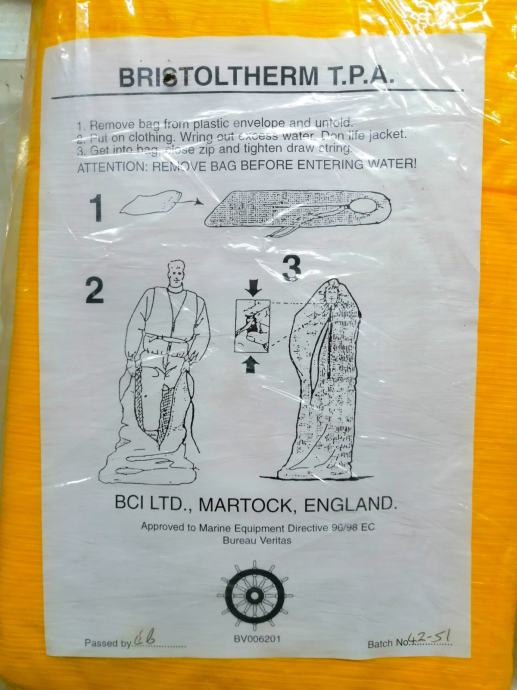 BRISTOLTHERM T.P.A.
1. Remove bag from plastic envelope and unfold.
2. Put on clothing. Wring out excess water. Don life jacket.
3. Get into bag, close zip and tighten draw string.
ATTENTION: REMOVE BAG BEFORE ENTERING WATER!
1
2
3
BCI LTD., MARTOCK, ENGLAND.
Approved to Marine Equipment Directive 96/98 EC
Bureau Veritas
BV006201
Passed by
Batch No. 42-51